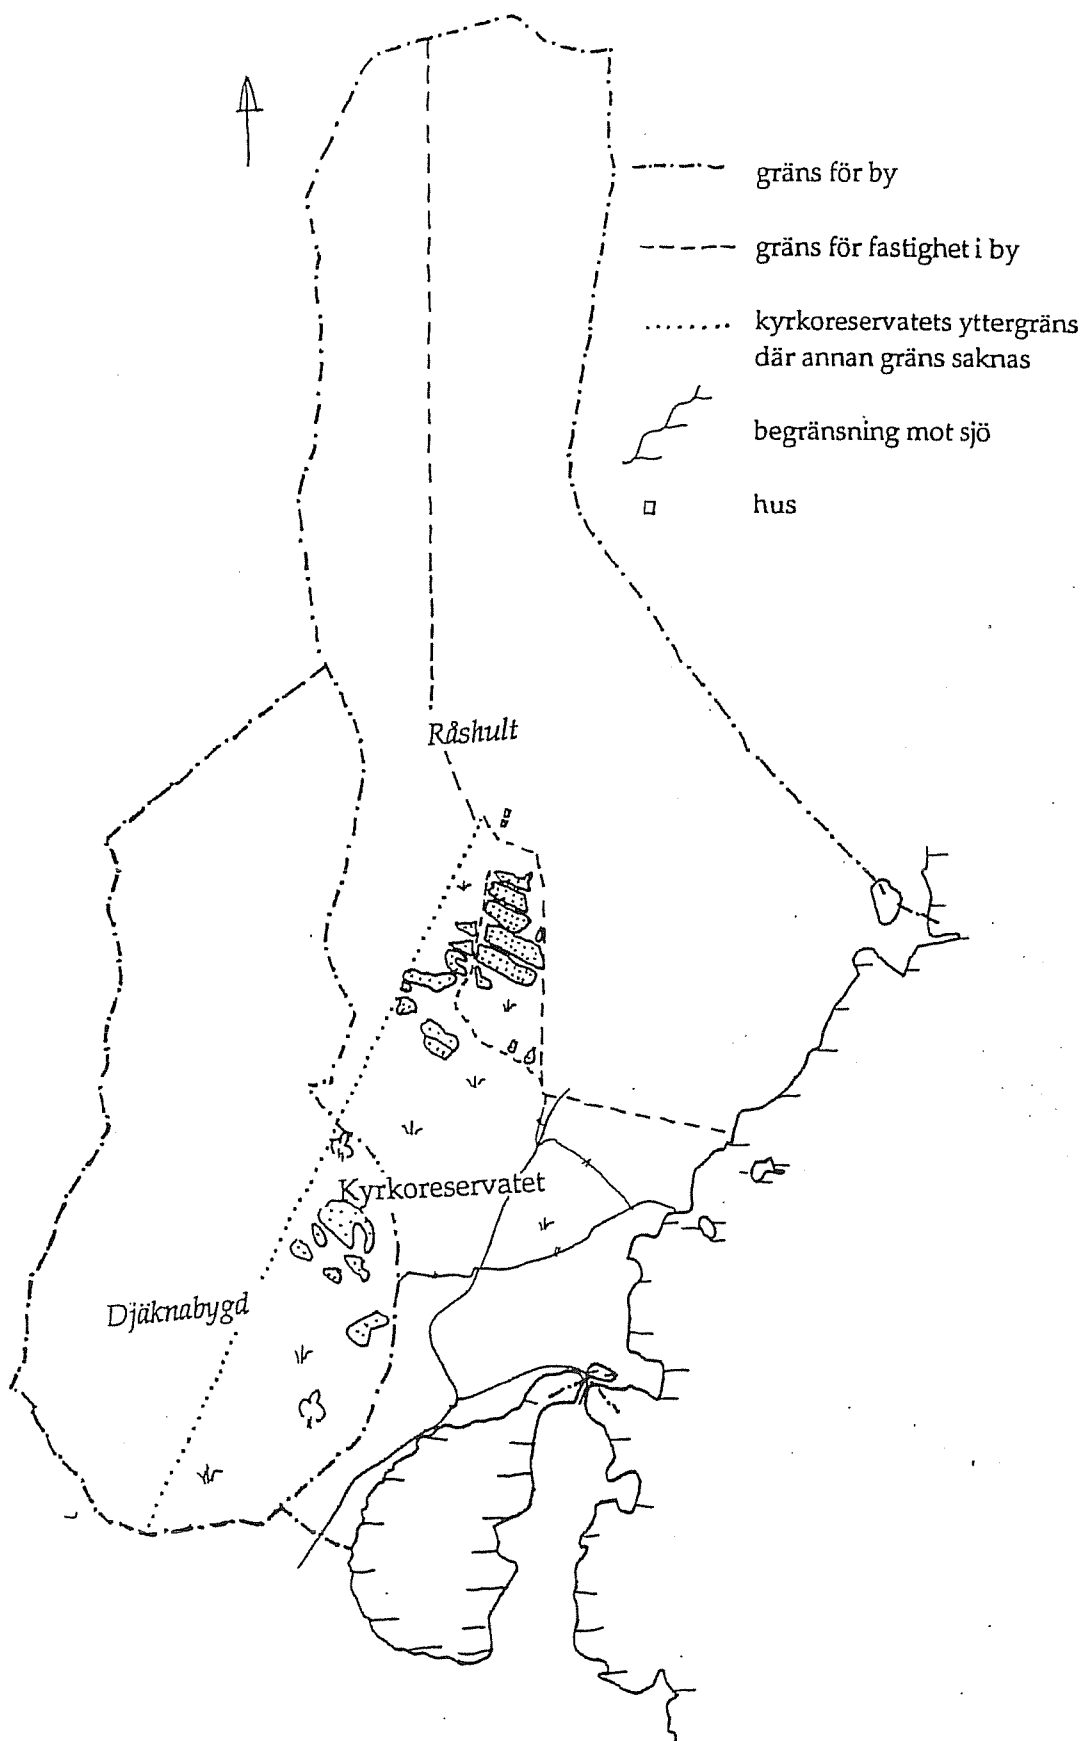 gräns för by
gräns för fastighet i by
kyrkoreservatets yttergräns
där annan gräns saknas
begränsning mot sjö
hus
Råshult
Kyrkoreservatet
Djäknabygd